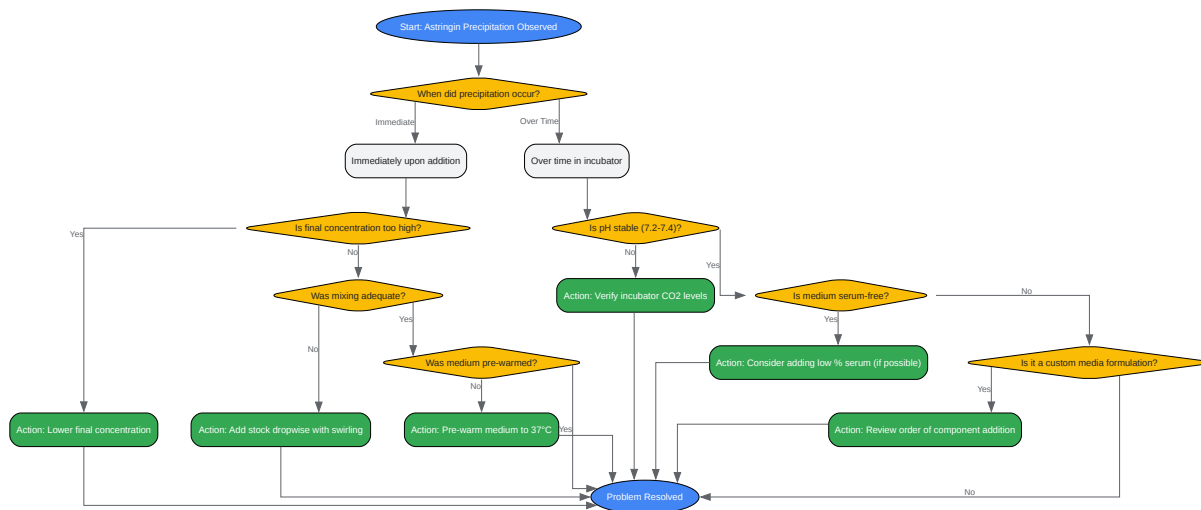 Start: Astringin Precipitation Observed
When did precipitation occur?
Immediate
Over Time
Immediately upon addition
Over time in incubator
Is final concentration too high?
Is pH stable (7.2-7.4)?
Yes
No
No
Yes
Was mixing adequate?
Action: Verify incubator CO2 levels
Is medium serum-free?
No
Yes
Yes
No
Was medium pre-warmed?
Action: Consider adding low % serum (if possible)
Is it a custom media formulation?
No
Yes
Action: Lower final concentration
Action: Add stock dropwise with swirling
Action: Pre-warm medium to 37°C
Yes
Action: Review order of component addition
Problem Resolved
No